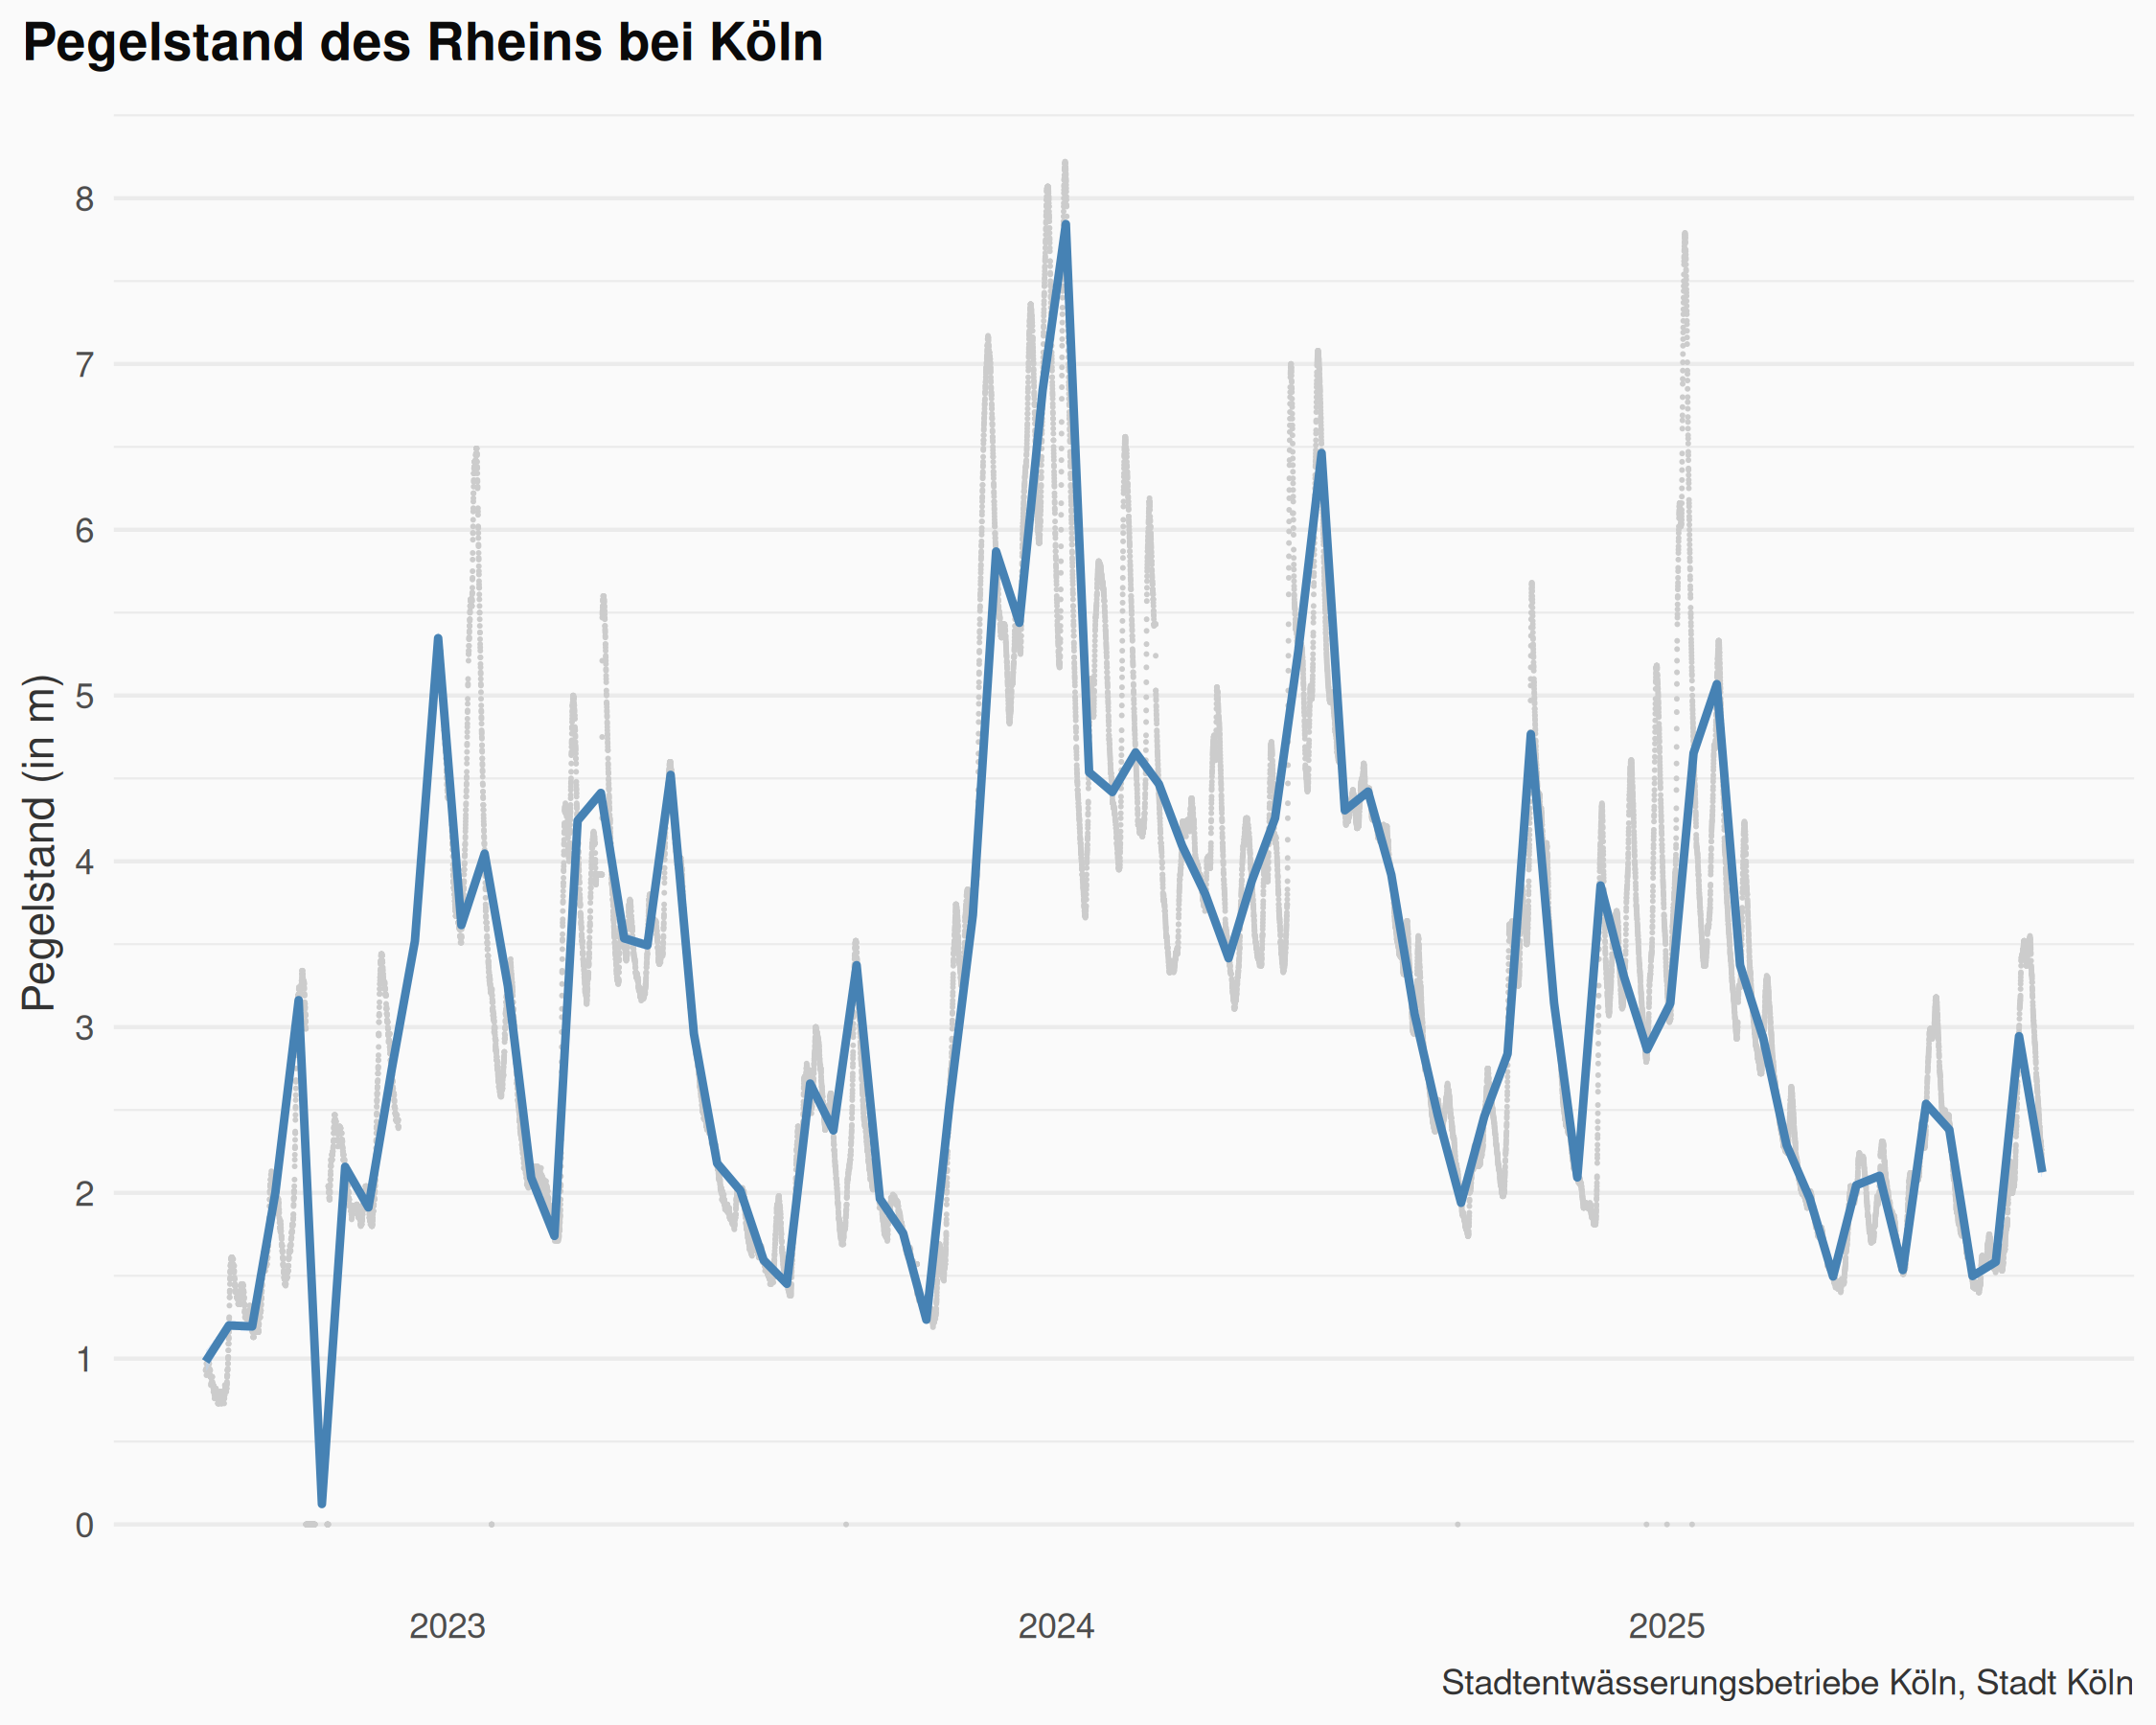 Pegelstand des Rheins bei Köln
Pegelstand (in m)
8
7
6
5
4
3
2
1
0
2023 2024 2025
Stadtentwässerungsbetriebe Köln, Stadt Köln